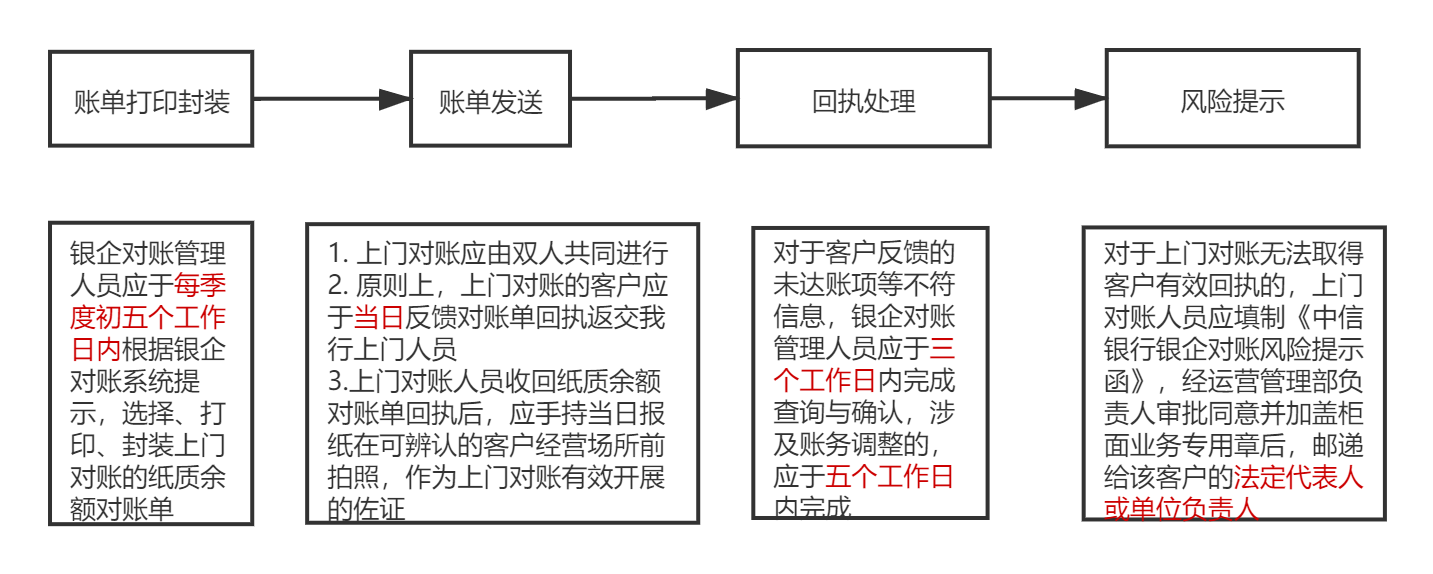 账单打印封装
账单发送
回执处理
风险提示
银企对账管理
人员应于每季
度初五个工作
日内根据银企
对账系统提
示，选择、打
印、封装上门
对账的纸质余
额对账单
1. 上门对账应由双人共同进行
2. 原则上，上门对账的客户应
于当日反馈对账单回执返交我
行上门人员
3.上门对账人员收回纸质余额
对账单回执后，应手持当日报
纸在可辨认的客户经营场所前
拍照，作为上门对账有效开展
的佐证
对于客户反馈的
未达账项等不符
信息，银企对账
管理人员应于三
个工作日内完成
查询与确认，涉
及账务调整的，
应于五个工作日
内完成
对于上门对账无法取得
客户有效回执的，上门
对账人员应填制《中信
银行银企对账风险提示
函》，经运营管理部负
责人审批同意并加盖柜
面业务专用章后，邮递
给该客户的法定代表人
或单位负责人